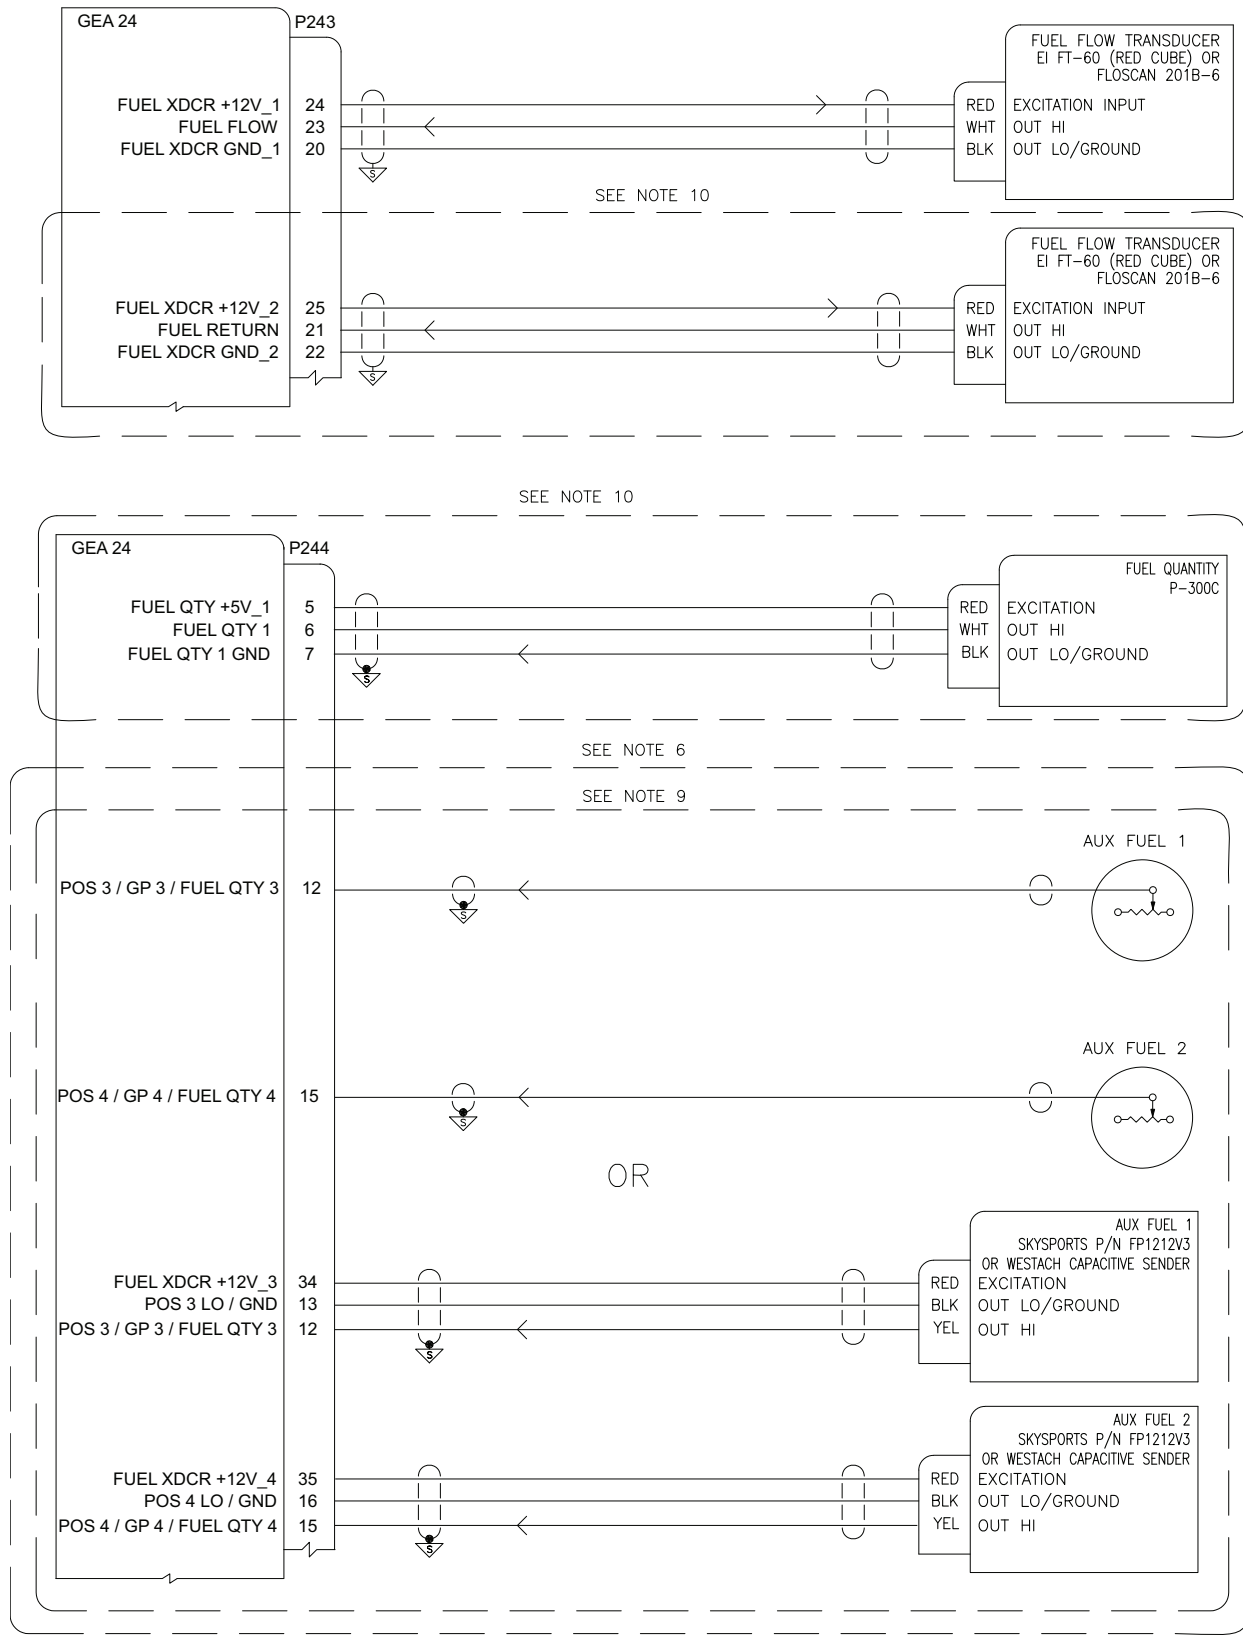 GEA 24 P243
FUEL FLOW TRANSDUCER
EI FT-60 (RED CUBE) OR
FLOSCAN 201B-6
FUEL XDCR +12V_1 24 RED EXCITATION INPUT
FUEL FLOW 23 WHT OUT HI
FUEL XDCR GND_1 20 BLK OUT LO/GROUND
S
SEE NOTE 10
FUEL FLOW TRANSDUCER
EI FT-60 (RED CUBE) OR
FLOSCAN 201B-6
FUEL XDCR +12V_2 25 RED EXCITATION INPUT
FUEL RETURN 21 WHT OUT HI
FUEL XDCR GND_2 22 BLK OUT LO/GROUND
S
SEE NOTE 10
GEA 24 P244
FUEL QUANTITY
P-300C
FUEL QTY +5V_1 5 RED EXCITATION
FUEL QTY 1 6 WHT OUT HI
FUEL QTY 1 GND 7 BLK OUT LO/GROUND
S
SEE NOTE 6
SEE NOTE 9
AUX FUEL 1
POS 3 / GP 3 / FUEL QTY 3 12
S
AUX FUEL 2
POS 4 / GP 4 / FUEL QTY 4 15
S
OR
AUX FUEL 1
SKYSPORTS P/N FP1212V3
OR WESTACH CAPACITIVE SENDER
FUEL XDCR +12V_3 34 RED EXCITATION
POS 3 LO / GND 13 BLK OUT LO/GROUND
POS 3 / GP 3 / FUEL QTY 3 12 YEL OUT HI
S
AUX FUEL 2
SKYSPORTS P/N FP1212V3
OR WESTACH CAPACITIVE SENDER
FUEL XDCR +12V_4 35 RED EXCITATION
POS 4 LO / GND 16 BLK OUT LO/GROUND
POS 4 / GP 4 / FUEL QTY 4 15 YEL OUT HI
S